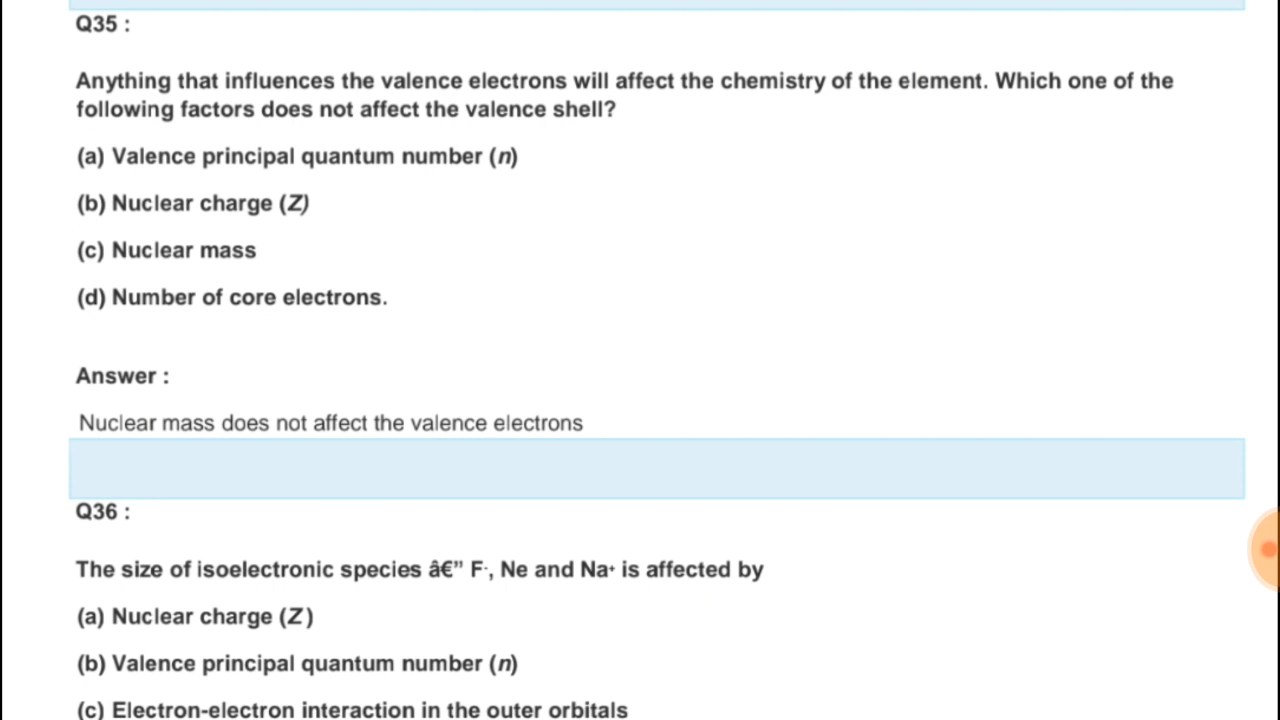 Q35 :
Anything that influences the valence electrons will affect the chemistry of the element. Which one of the
following factors does not affect the valence shell?
(a) Valence principal quantum number (n)
(b) Nuclear charge (Z)
(c) Nuclear mass
(d) Number of core electrons.
Answer :
Nuclear mass does not affect the valence electrons
Q36 :
The size of isoelectronic species â€” F-, Ne and Na+ is affected by
(a) Nuclear charge (Z)
(b) Valence principal quantum number (n)
(c) Electron-electron interaction in the outer orbitals